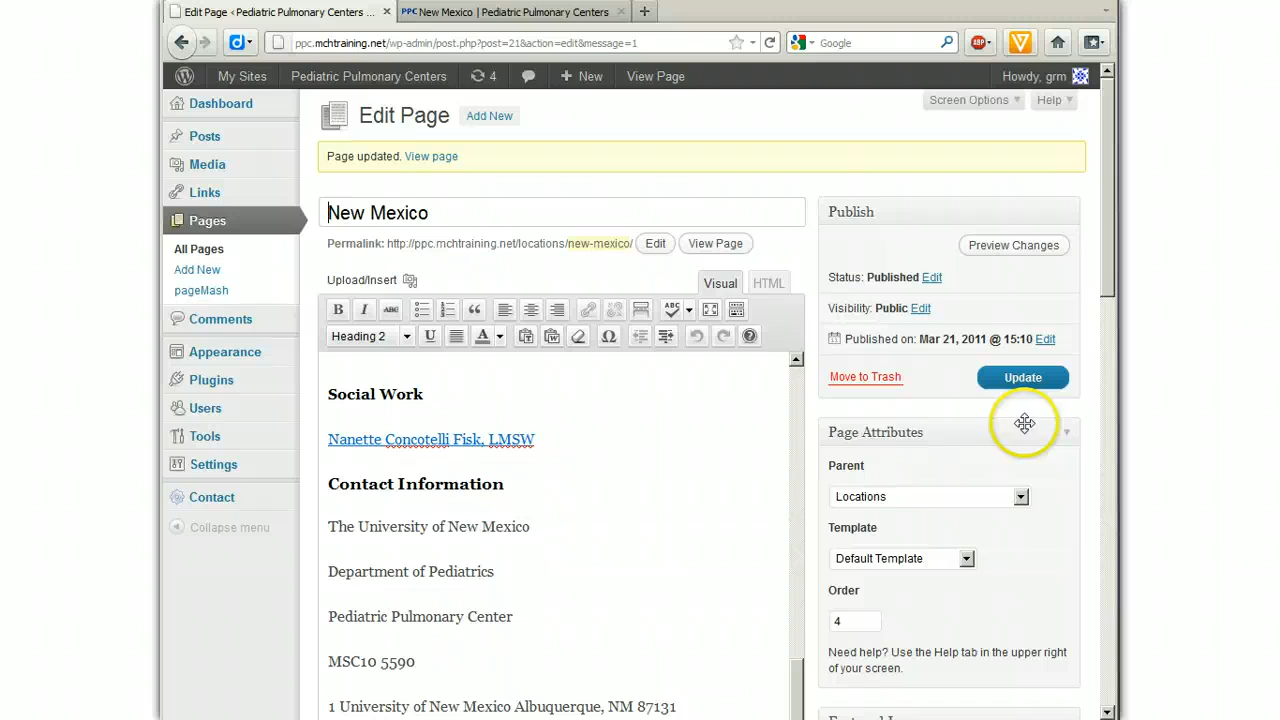 Edit Page ‹ Pediatric Pulmonary Centers ...
PPC New Mexico | Pediatric Pulmonary Centers
ppc.mchtraining.net/wp-admin/post.php?post=21&action=edit&message=1
Google
ABP
My Sites
Pediatric Pulmonary Centers
4
New
View Page
Howdy, grm
Dashboard
Posts
Media
Links
Pages
All Pages
Add New
pageMash
Comments
Appearance
Plugins
Users
Tools
Settings
Contact
Collapse menu
Screen Options
Help
Edit Page
Add New
Page updated. View page
New Mexico
Permalink: http://ppc.mchtraining.net/locations/new-mexico/ Edit View Page
Upload/Insert
Visual
HTML
B I ABC
ABC
Heading 2
U
A
Ω
Social Work
Nanette Concotelli Fisk, LMSW
Contact Information
The University of New Mexico
Department of Pediatrics
Pediatric Pulmonary Center
MSC10 5590
1 University of New Mexico Albuquerque, NM 87131
Publish
Preview Changes
Status: Published Edit
Visibility: Public Edit
Published on: Mar 21, 2011 @ 15:10 Edit
Move to Trash
Update
Page Attributes
Parent
Locations
Template
Default Template
Order
4
Need help? Use the Help tab in the upper right
of your screen.